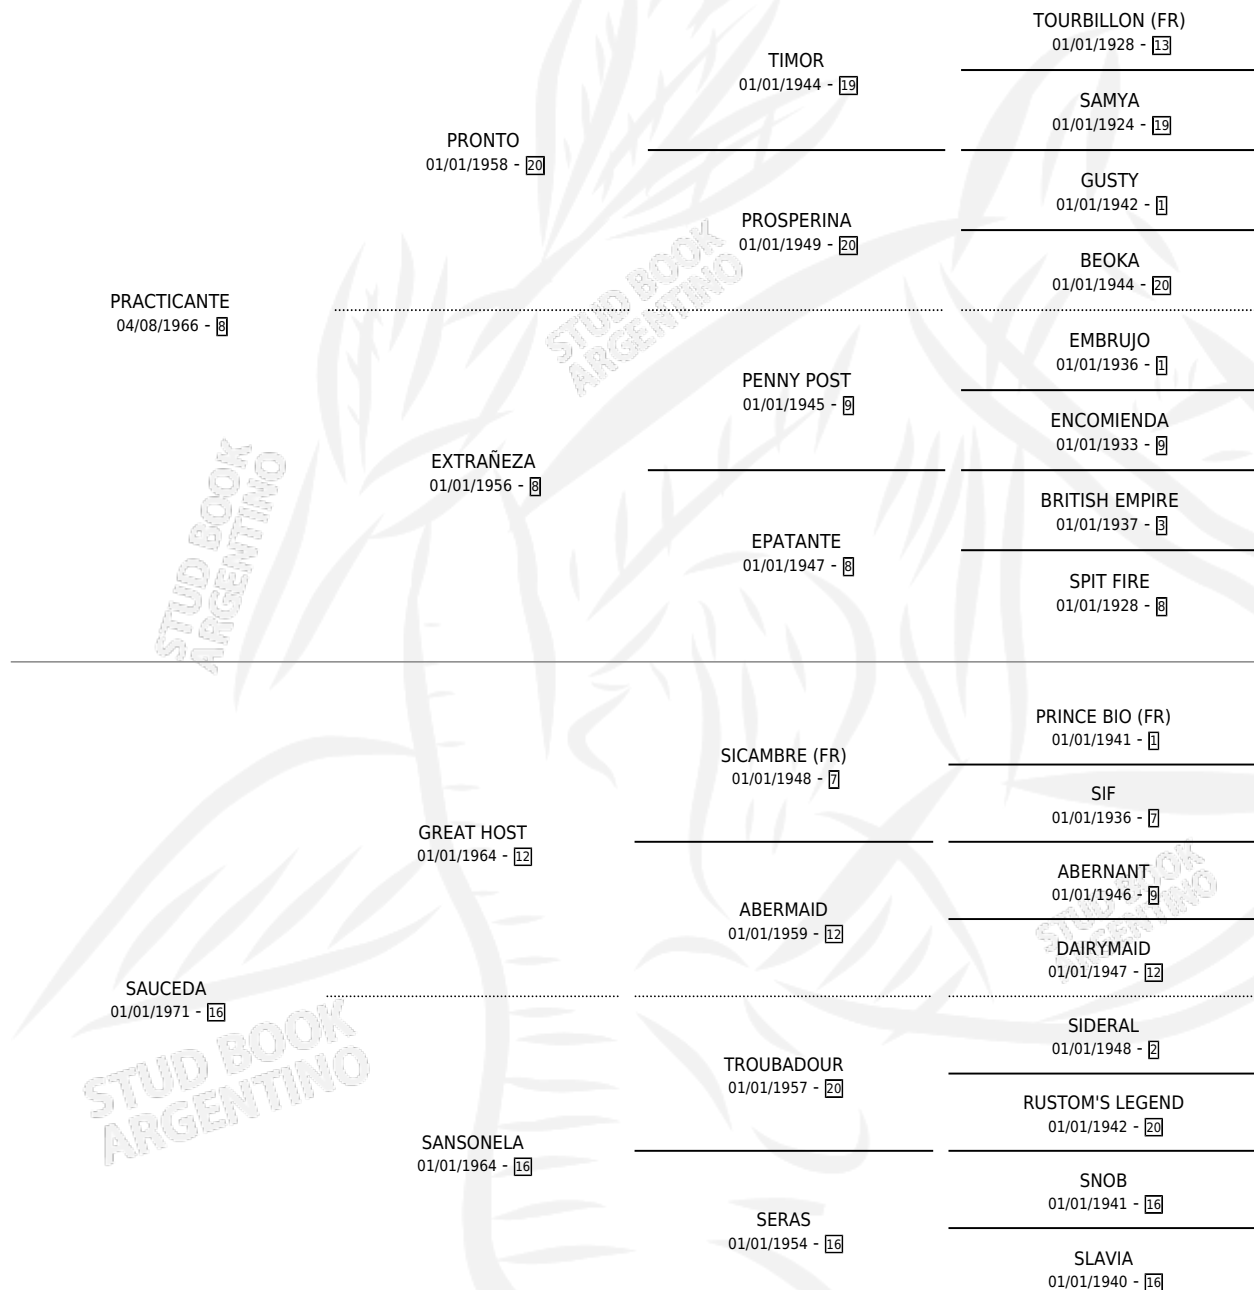 TOURBILLON (FR)
01/01/1928 - 13
TIMOR
01/01/1944 - 19
SAMYA
01/01/1924 - 19
PRONTO
01/01/1958 - 20
GUSTY
01/01/1942 - 1
PROSPERINA
01/01/1949 - 20
BEOKA
01/01/1944 - 20
PRACTICANTE
04/08/1966 - 8
EMBRUJO
01/01/1936 - 1
PENNY POST
01/01/1945 - 9
ENCOMIENDA
01/01/1933 - 9
EXTRAÑEZA
01/01/1956 - 8
BRITISH EMPIRE
01/01/1937 - 3
EPATANTE
01/01/1947 - 8
SPIT FIRE
01/01/1928 - 8
PRINCE BIO (FR)
01/01/1941 - 1
SICAMBRE (FR)
01/01/1948 - 7
SIF
01/01/1936 - 7
GREAT HOST
01/01/1964 - 12
ABERNANT
01/01/1946 - 9
ABERMAID
01/01/1959 - 12
DAIRYMAID
01/01/1947 - 12
SAUCEDA
01/01/1971 - 16
SIDERAL
01/01/1948 - 2
TROUBADOUR
01/01/1957 - 20
RUSTOM'S LEGEND
01/01/1942 - 20
SANSONELA
01/01/1964 - 16
SNOB
01/01/1941 - 16
SERAS
01/01/1954 - 16
SLAVIA
01/01/1940 - 16
STUD BOOK
ARGENTINO
STUD BOOK
ARGENTINO
STUD BOOK
ARGENTINO
STUD BOOK
ARGENTINO